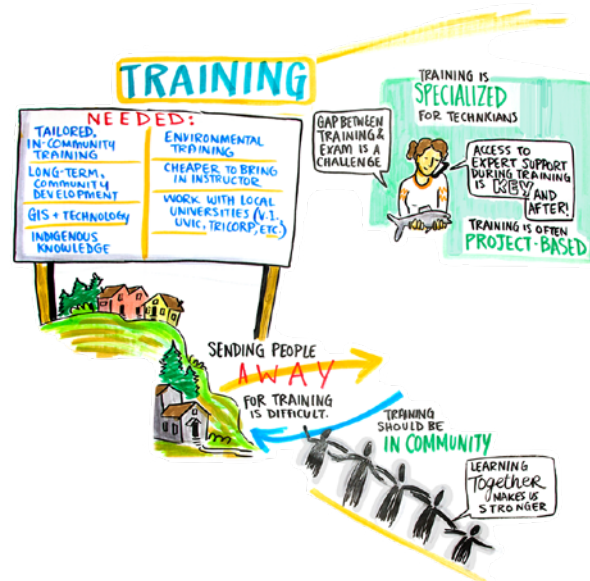 TRAINING
NEEDED:
TAILORED,
IN-COMMUNITY
TRAINING
LONG-TERM,
COMMUNITY
DEVELOPMENT
GIS + TECHNOLOGY
INDIGENOUS
KNOWLEDGE
ENVIRONMENTAL
TRAINING
CHEAPER TO BRING
IN INSTRUCTOR
WORK WITH LOCAL
UNIVERSITIES (V.I.
UVIC, TRICORP, ETC.)
TRAINING IS
SPECIALIZED
FOR TECHNICIANS
GAP BETWEEN
TRAINING &
EXAM IS A
CHALLENGE
ACCESS TO
EXPERT SUPPORT
DURING TRAINING
IS KEY AND
AFTER!
TRAINING IS OFTEN
PROJECT-BASED
SENDING PEOPLE
AWAY
FOR TRAINING
IS DIFFICULT.
TRAINING
SHOULD BE
IN COMMUNITY
LEARNING
Together
MAKES US
STRONGER